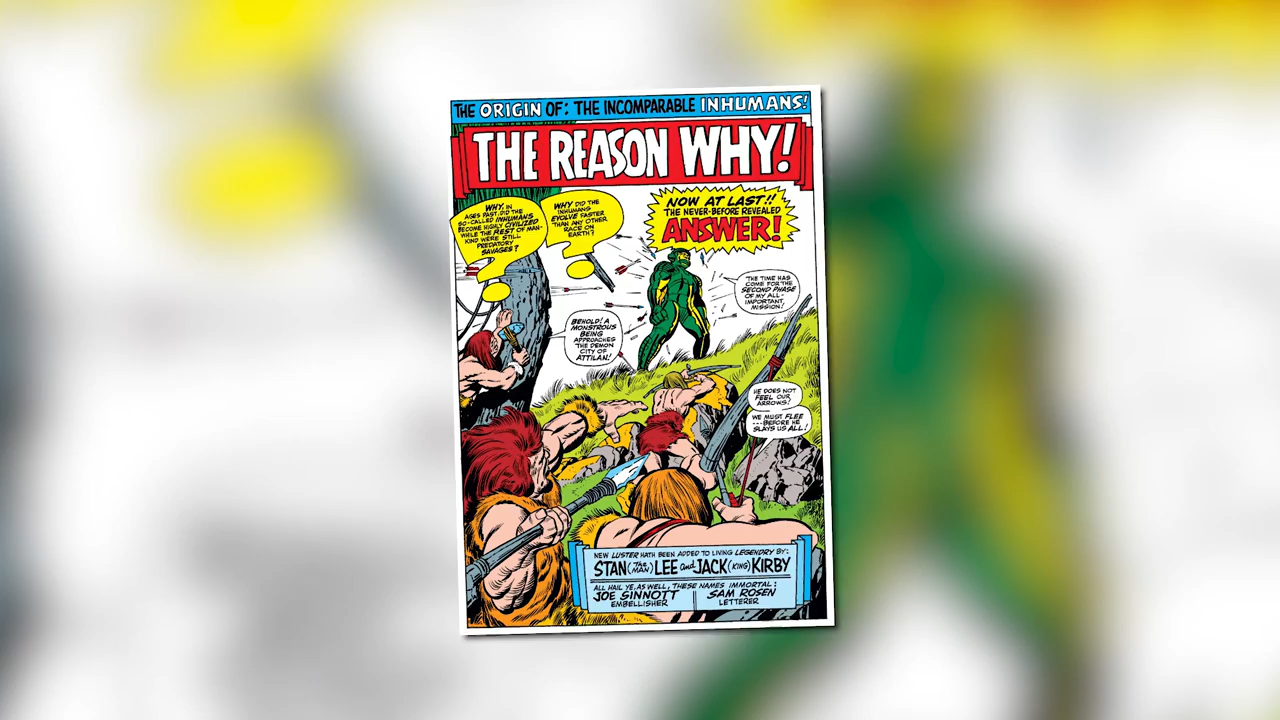 THE ORIGIN OF: THE INCOMPARABLE INHUMANS!
THE REASON WHY!
WHY, IN
AGES PAST, DID THE
SO-CALLED INHUMANS
BECOME HIGHLY CIVILIZED
WHILE THE REST OF MAN-
KIND WERE STILL
PREDATORY
SAVAGES?
WHY DID THE
INHUMANS
EVOLVE FASTER
THAN ANY OTHER
RACE ON
EARTH?
NOW AT LAST!!
THE NEVER-BEFORE REVEALED
ANSWER!
THE TIME HAS
COME FOR THE
SECOND PHASE
OF MY ALL-
IMPORTANT
MISSION!
BEHOLD! A
MONSTROUS
BEING
APPROACHES
THE DEMON
CITY OF
ATTILAN!
HE DOES NOT
FEEL OUR
ARROWS!
WE MUST FLEE
---BEFORE HE
SLAYS US ALL!
NEW LUSTER HATH BEEN ADDED TO LIVING LEGENDRY BY:
STAN (THE MAN) LEE and JACK (KING) KIRBY
ALL HAIL YE, AS WELL, THESE NAMES IMMORTAL:
JOE SINNOTT
EMBELLISHER
SAM ROSEN
LETTERER